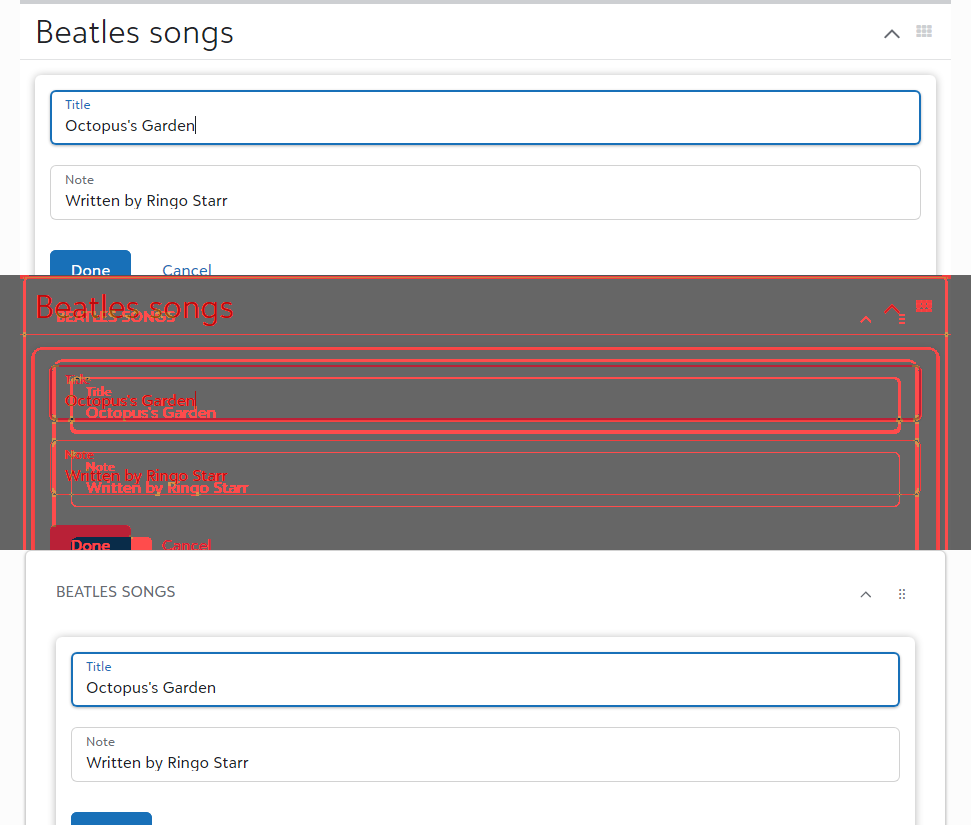 Beatles songs
Title
Octopus's Garden
Note
Written by Ringo Starr
Done Cancel
Beatles songs
BEATLES SONGS
Title
Title
Octopus's Garden
Octopus's Garden
Note
Note
Written by Ringo Starr
Written by Ringo Starr
Done Cancel
BEATLES SONGS
Title
Octopus's Garden
Note
Written by Ringo Starr